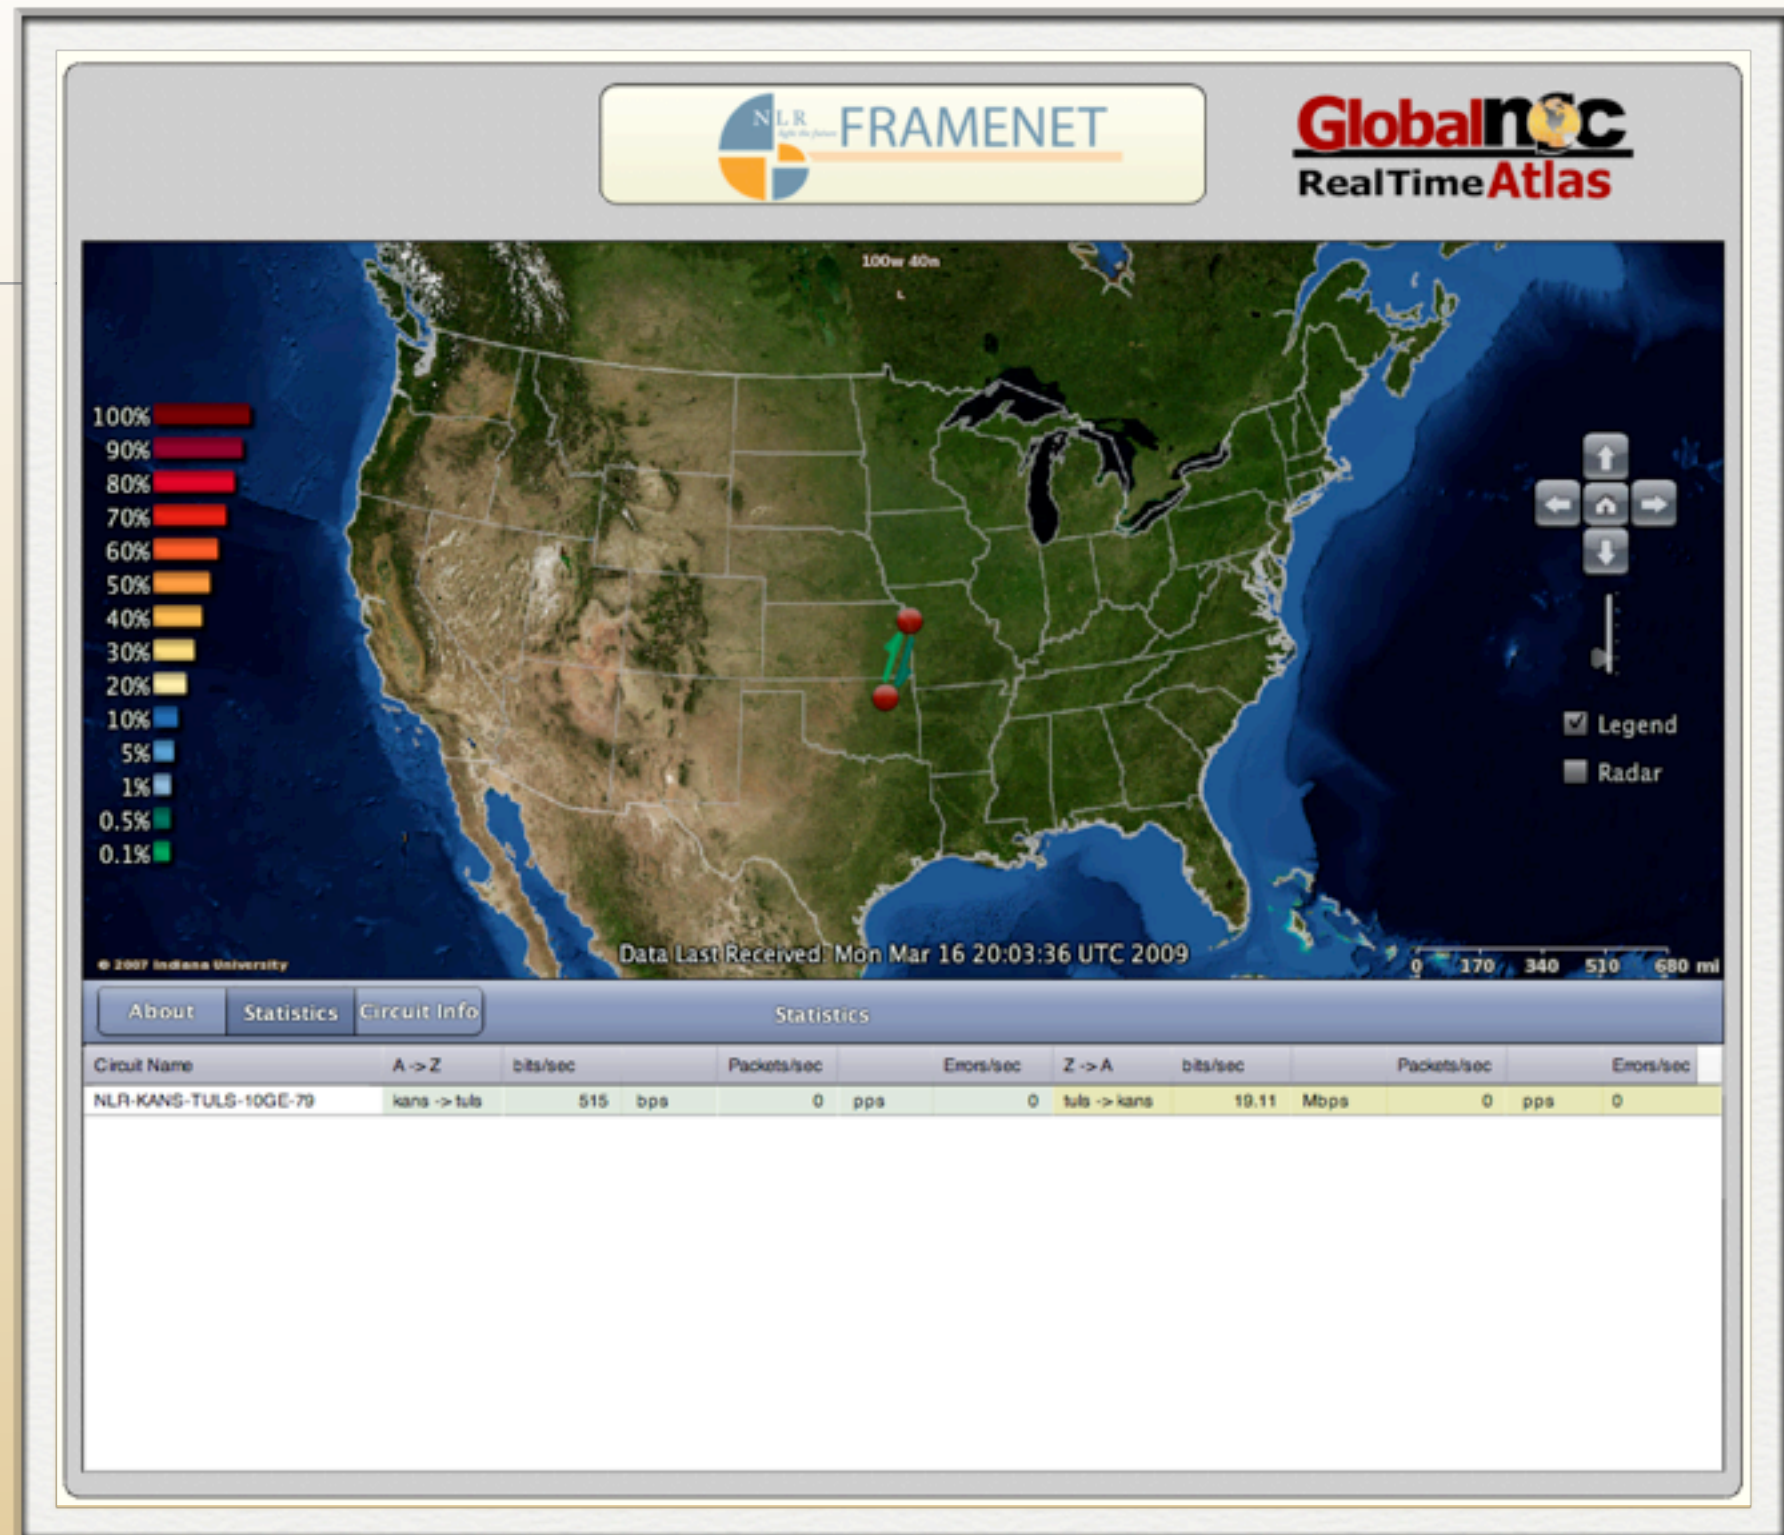 NLR
light the future
FRAMENET
Globalnoc
RealTimeAtlas
100w 40n
L
100%
90%
80%
70%
60%
50%
40%
30%
20%
10%
5%
1%
0.5%
0.1%
Legend
Radar
Data Last Received: Mon Mar 16 20:03:36 UTC 2009
© 2007 Indiana University
0 170 340 510 680 mi
About Statistics Circuit Info Statistics
Circuit Name A -> Z bits/sec Packets/sec Errors/sec Z -> A bits/sec Packets/sec Errors/sec
NLR-KANS-TULS-10GE-79 kans -> tuls 515 bps 0 pps 0 tuls -> kans 19.11 Mbps 0 pps 0